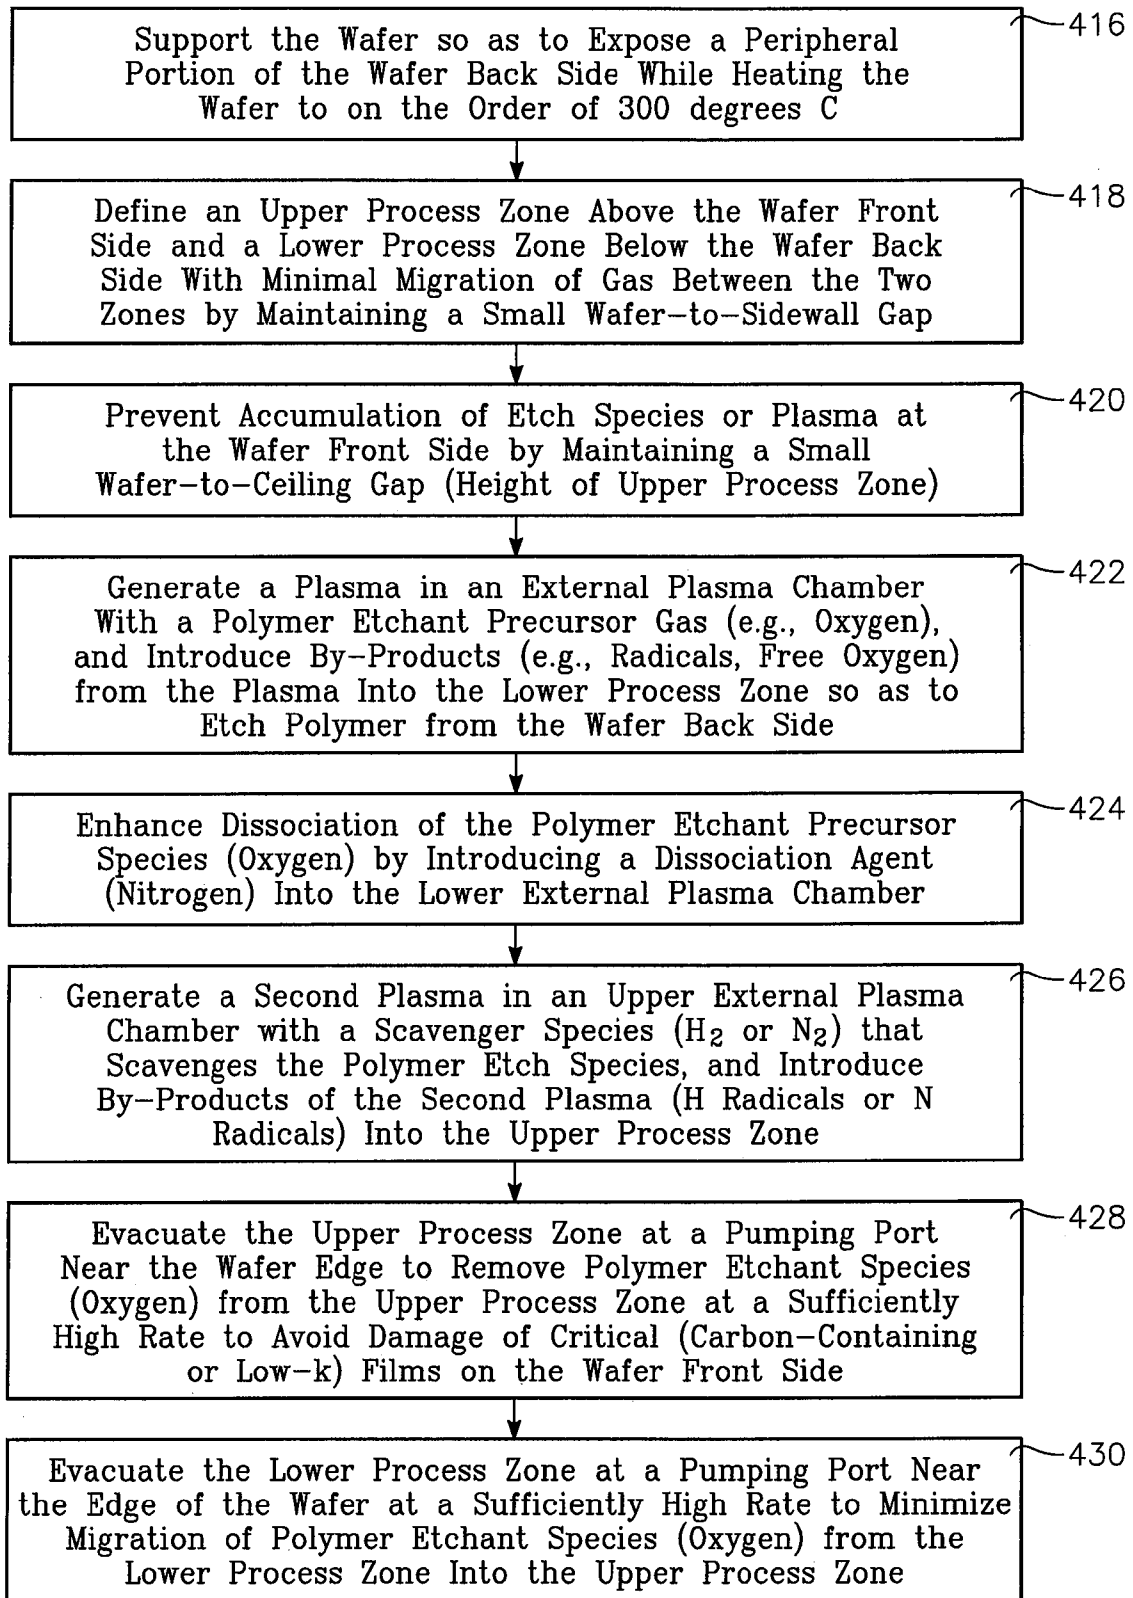 416
Support the Wafer so as to Expose a Peripheral
Portion of the Wafer Back Side While Heating the
Wafer to on the Order of 300 degrees C
418
Define an Upper Process Zone Above the Wafer Front
Side and a Lower Process Zone Below the Wafer Back
Side With Minimal Migration of Gas Between the Two
Zones by Maintaining a Small Wafer-to-Sidewall Gap
420
Prevent Accumulation of Etch Species or Plasma at
the Wafer Front Side by Maintaining a Small
Wafer-to-Ceiling Gap (Height of Upper Process Zone)
422
Generate a Plasma in an External Plasma Chamber
With a Polymer Etchant Precursor Gas (e.g., Oxygen),
and Introduce By-Products (e.g., Radicals, Free Oxygen)
from the Plasma Into the Lower Process Zone so as to
Etch Polymer from the Wafer Back Side
424
Enhance Dissociation of the Polymer Etchant Precursor
Species (Oxygen) by Introducing a Dissociation Agent
(Nitrogen) Into the Lower External Plasma Chamber
426
Generate a Second Plasma in an Upper External Plasma
Chamber with a Scavenger Species (H₂ or N₂) that
Scavenges the Polymer Etch Species, and Introduce
By-Products of the Second Plasma (H Radicals or N
Radicals) Into the Upper Process Zone
428
Evacuate the Upper Process Zone at a Pumping Port
Near the Wafer Edge to Remove Polymer Etchant Species
(Oxygen) from the Upper Process Zone at a Sufficiently
High Rate to Avoid Damage of Critical (Carbon-Containing
or Low-k) Films on the Wafer Front Side
430
Evacuate the Lower Process Zone at a Pumping Port Near
the Edge of the Wafer at a Sufficiently High Rate to Minimize
Migration of Polymer Etchant Species (Oxygen) from the
Lower Process Zone Into the Upper Process Zone